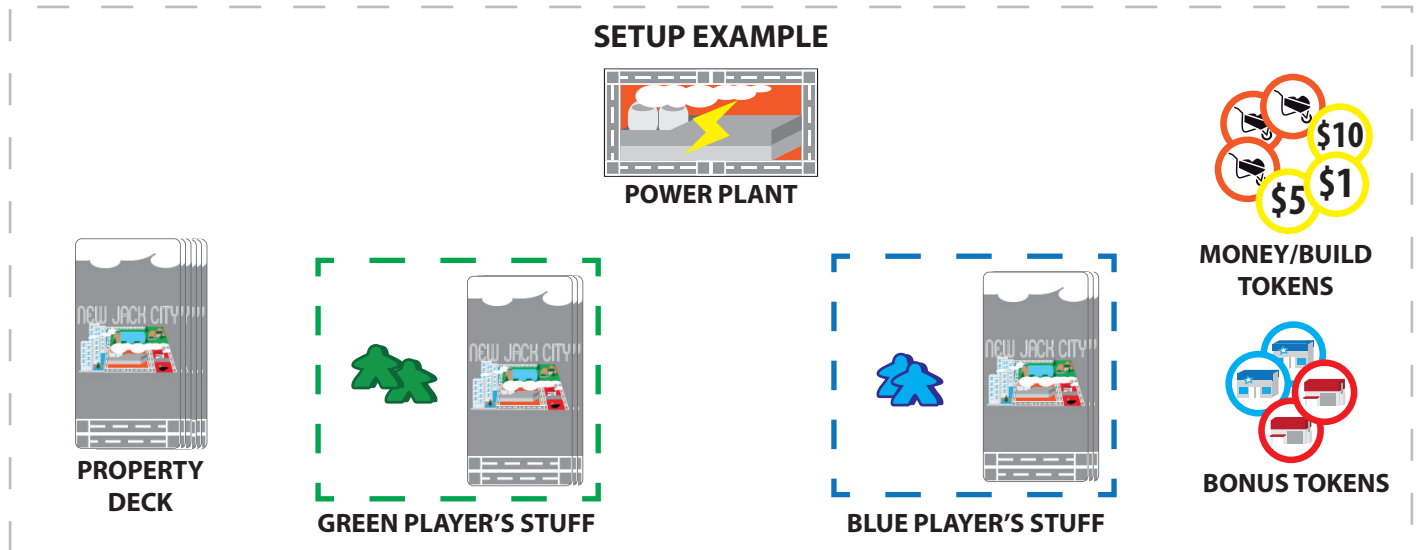 SETUP EXAMPLE
POWER PLANT
$10
$5
$1
MONEY/BUILD
TOKENS
NEW JACK CITY
PROPERTY
DECK
NEW JACK CITY
GREEN PLAYER'S STUFF
NEW JACK CITY
BLUE PLAYER'S STUFF
BONUS TOKENS